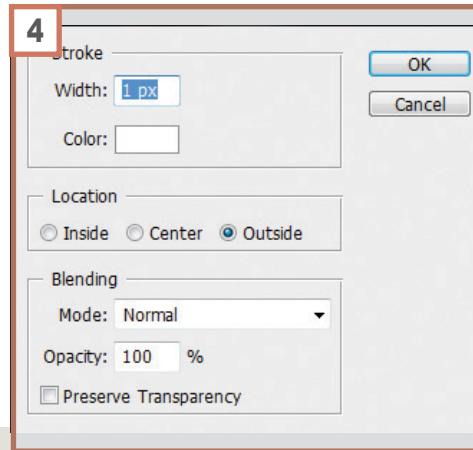 4
Stroke
OK
Width: 1 px
Cancel
Color:
Location
Inside Center Outside
Blending
Mode: Normal
Opacity: 100 %
Preserve Transparency